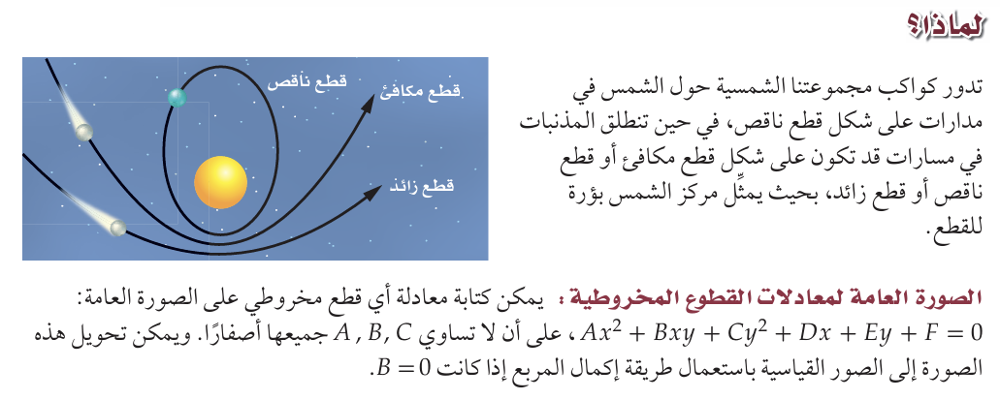 لماذا؟
تدور كواكب مجموعتنا الشمسية حول الشمس في
مدارات على شكل قطع ناقص، في حين تنطلق المذنبات
في مسارات قد تكون على شكل قطع مكافئ أو قطع
ناقص أو قطع زائد، بحيث يمثِّل مركز الشمس بؤرة
للقطع.
قطع ناقص
قطع مكافئ
قطع زائد
الصورة العامة لمعادلات القطوع المخروطية : يمكن كتابة معادلة أي قطع مخروطي على الصورة العامة:
Ax² + Bxy + Cy² + Dx + Ey + F = 0 ، على أن لا تساوي A , B, C جميعها أصفارًا. ويمكن تحويل هذه
الصورة إلى الصور القياسية باستعمال طريقة إكمال المربع إذا كانت B = 0.